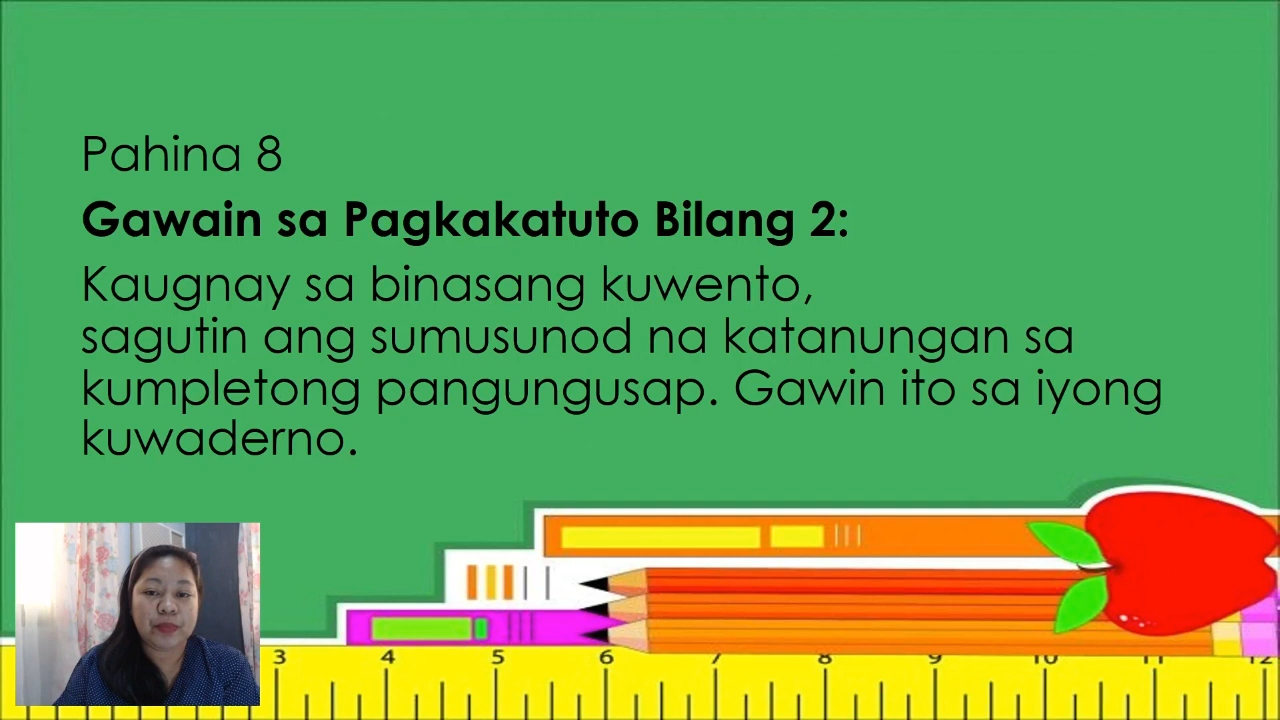 Pahina 8
Gawain sa Pagkakatuto Bilang 2:
Kaugnay sa binasang kuwento,
sagutin ang sumusunod na katanungan sa
kumpletong pangungusap. Gawin ito sa iyong
kuwaderno.
3 4 5 6 7 8 9 10 11 12